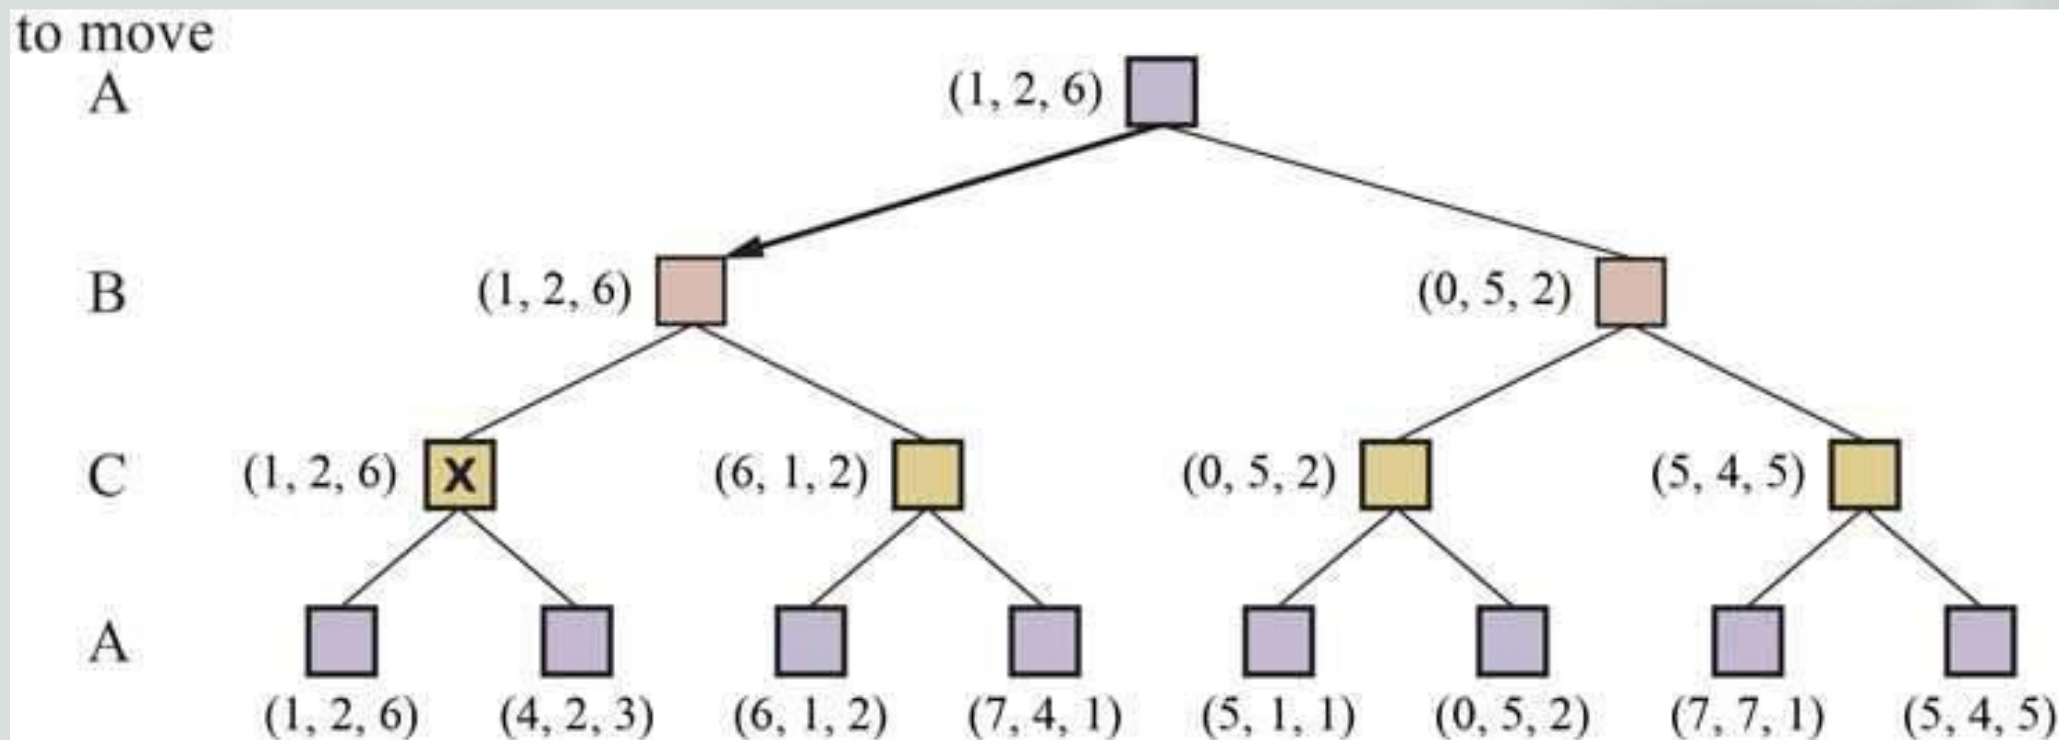 to move
A (1, 2, 6)
B (1, 2, 6) (0, 5, 2)
C (1, 2, 6) X (6, 1, 2) (0, 5, 2) (5, 4, 5)
A
(1, 2, 6) (4, 2, 3) (6, 1, 2) (7, 4, 1) (5, 1, 1) (0, 5, 2) (7, 7, 1) (5, 4, 5)